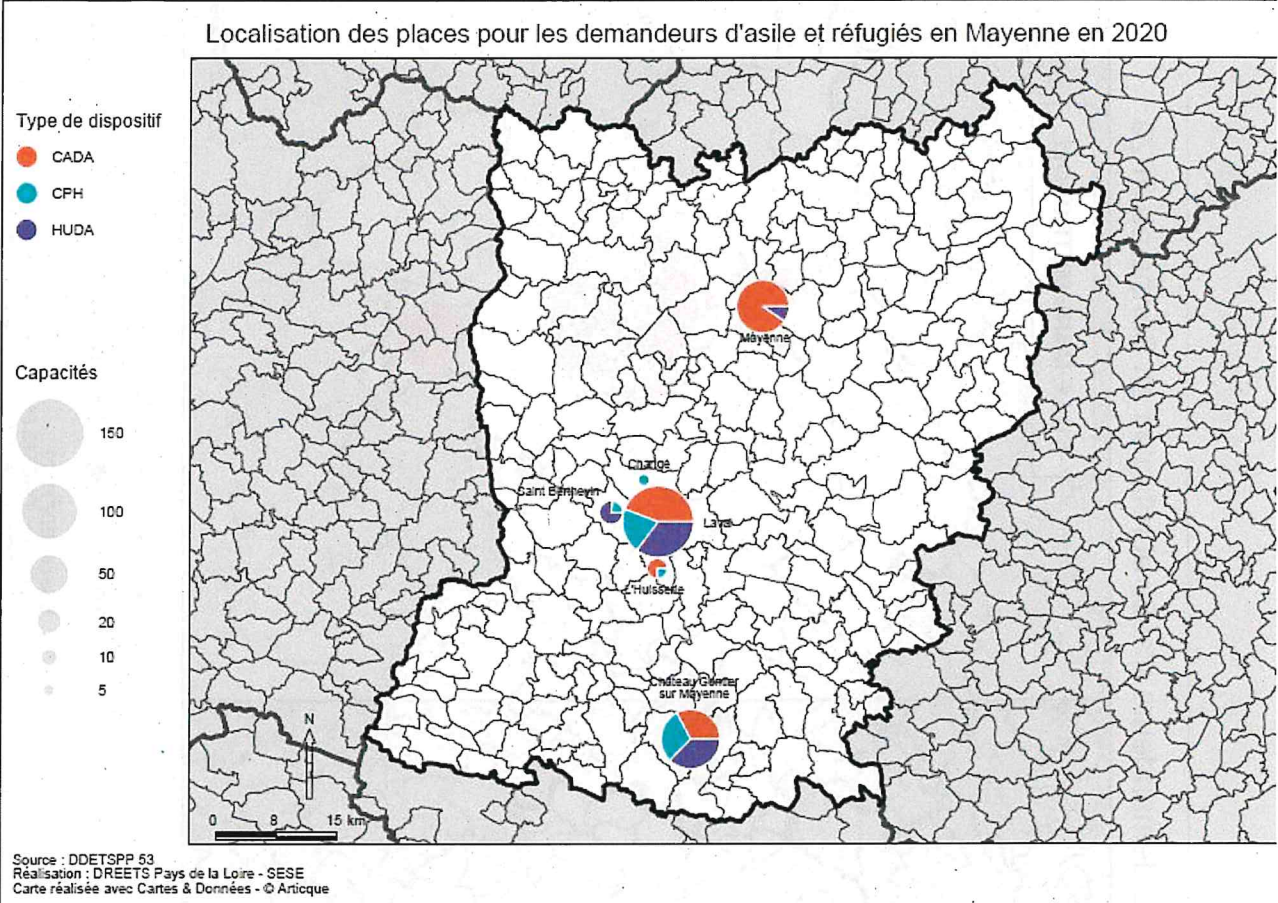 Localisation des places pour les demandeurs d'asile et réfugiés en Mayenne en 2020
Type de dispositif
CADA
CPH
HUDA
Capacités
150
100
50
20
10
5
Mayenne
Changé
Saint Berthevin
Laval
L'Huisserie
Château Gontier
sur Mayenne
N
0 8 15 km
Source : DDETSPP 53
Réalisation : DREETS Pays de la Loire - SESE
Carte réalisée avec Cartes & Données - © Articque